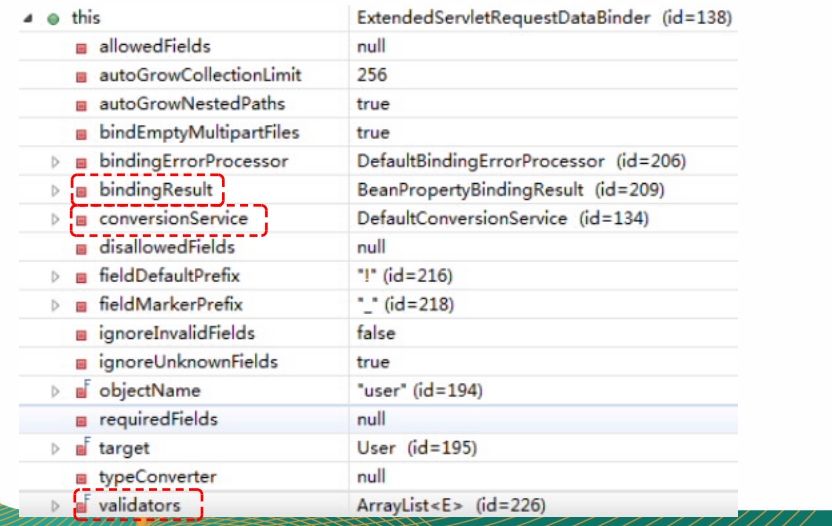 this ExtendedServletRequestDataBinder (id=138)
allowedFields null
autoGrowCollectionLimit 256
autoGrowNestedPaths true
bindEmptyMultipartFiles true
bindingErrorProcessor DefaultBindingErrorProcessor (id=206)
bindingResult BeanPropertyBindingResult (id=209)
conversionService DefaultConversionService (id=134)
disallowedFields null
fieldDefaultPrefix "!" (id=216)
fieldMarkerPrefix "_" (id=218)
ignoreInvalidFields false
ignoreUnknownFields true
F objectName "user" (id=194)
requiredFields null
F target User (id=195)
typeConverter null
F validators ArrayList<E> (id=226)